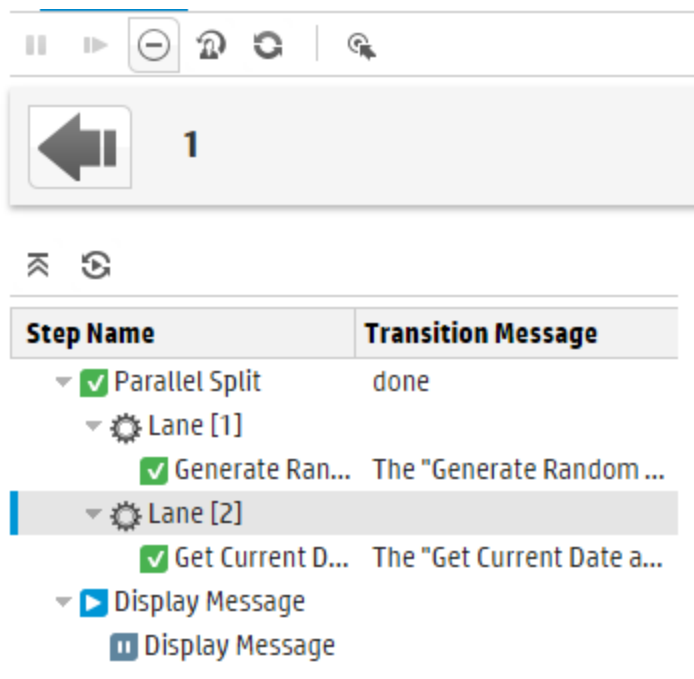 1
Step Name Transition Message
Parallel Split done
Lane [1]
Generate Ran... The "Generate Random ...
Lane [2]
Get Current D... The "Get Current Date a...
Display Message
Display Message